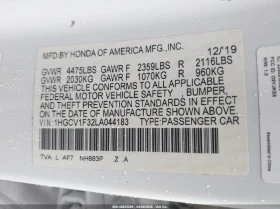 MFD. BY HONDA OF AMERICA MFG., INC.
12/19
GVWR 4475LBS GAWR F 2359LBS R 2116LBS
GVWR 2030KG GAWR F 1070KG R 960KG
THIS VEHICLE CONFORMS TO ALL APPLICABLE
FEDERAL MOTOR VEHICLE SAFETY, BUMPER,
AND THEFT PREVENTION STANDARDS IN EFFECT
ON THE DATE OF MANUFACTURE SHOWN ABOVE.
V.I.N:1HGCV1F32LA044183 TYPE:PASSENGER CAR
TVA L AF7 NH883P Z A